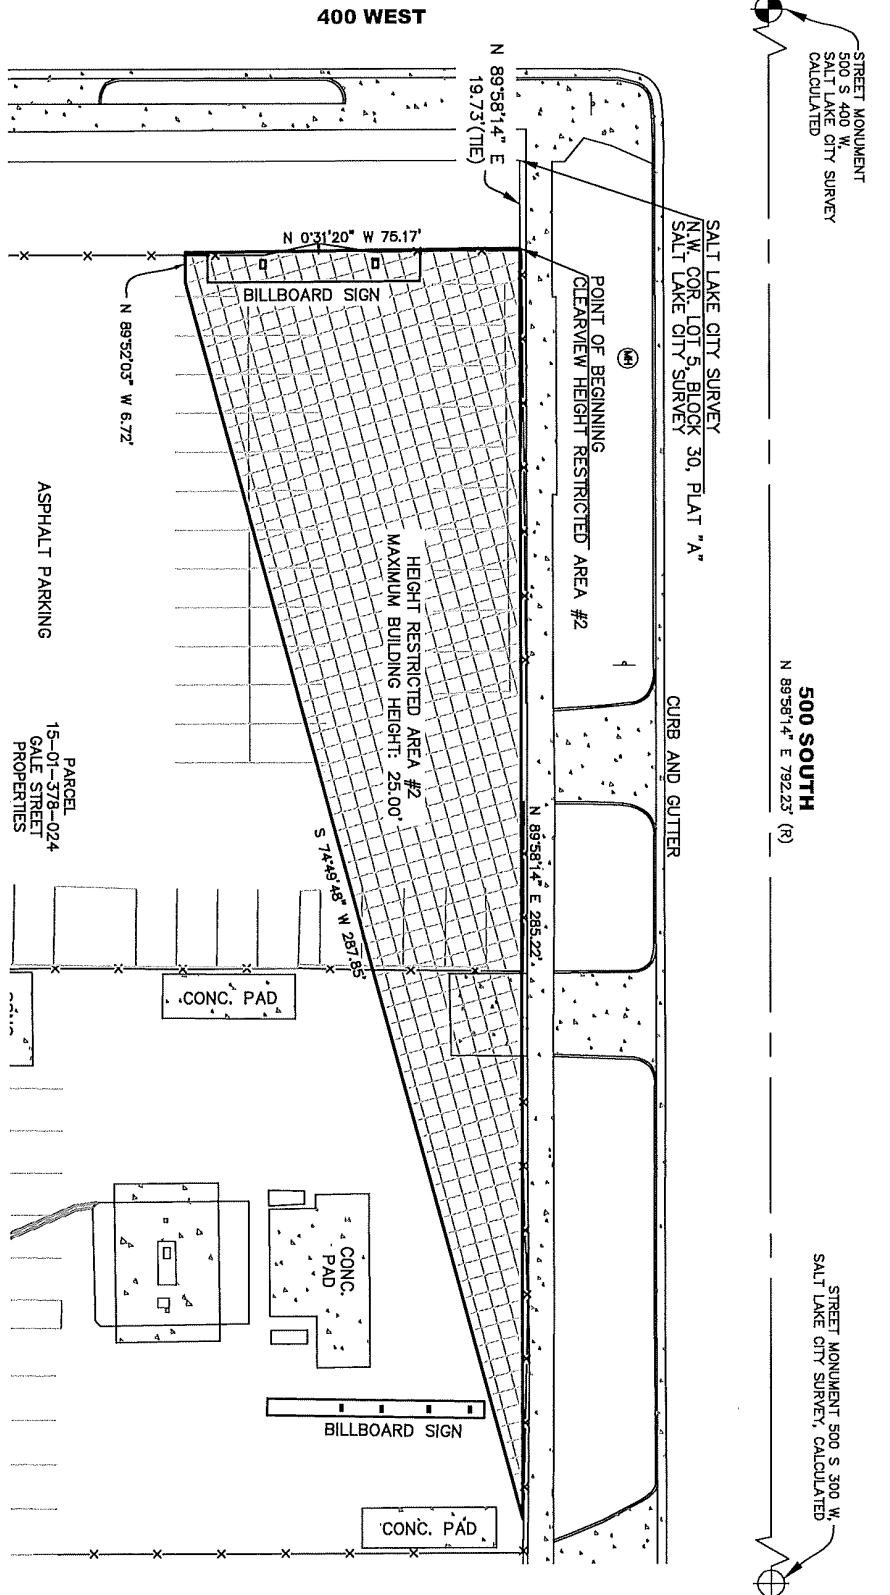 400 WEST
STREET MONUMENT
500 S 400 W,
SALT LAKE CITY SURVEY
CALCULATED
N 89°58'14" E
19.73'(TIE)
SALT LAKE CITY SURVEY
N.W. COR. LOT 5, BLOCK 30, PLAT "A"
SALT LAKE CITY SURVEY
N 0°31'20" W 75.17'
BILLBOARD SIGN
POINT OF BEGINNING
CLEARVIEW HEIGHT RESTRICTED AREA #2
MH
N 89°52'03" W 6.72'
ASPHALT PARKING
HEIGHT RESTRICTED AREA #2
MAXIMUM BUILDING HEIGHT: 25.00'
500 SOUTH
N 89°58'14" E 792.23' (R)
CURB AND GUTTER
PARCEL
15-01-378-024
GALE STREET
PROPERTIES
N 89°58'14" E 285.22'
S 74°49'48" W 287.85'
CONC. PAD
CONC.
CONC.
PAD
BILLBOARD SIGN
CONC. PAD
STREET MONUMENT 500 S 300 W,
SALT LAKE CITY SURVEY, CALCULATED